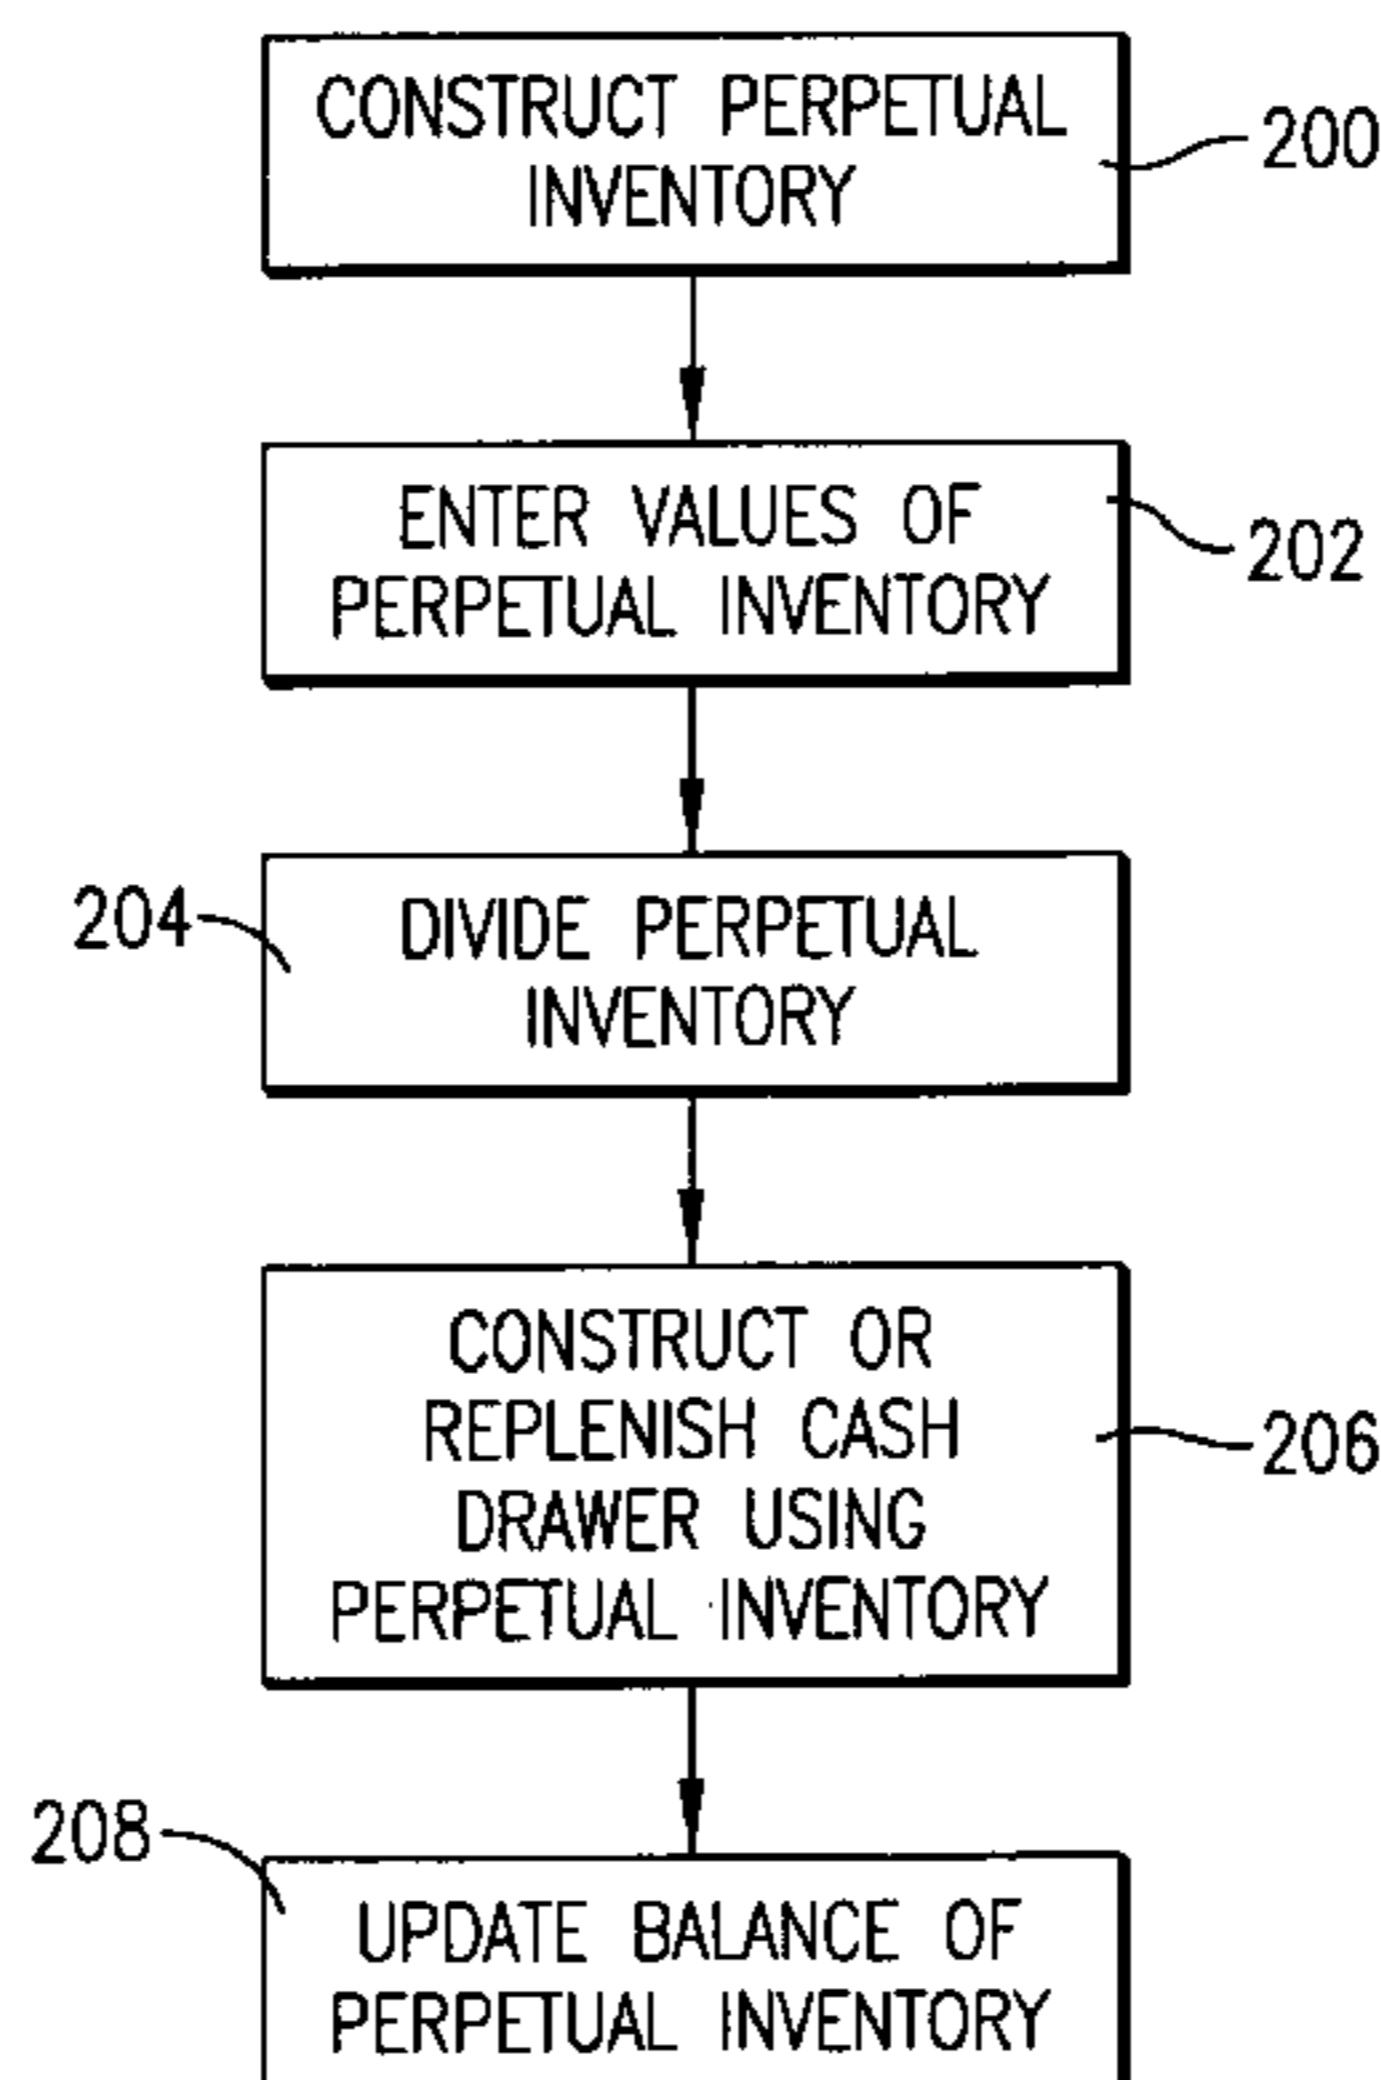 CONSTRUCT PERPETUAL
INVENTORY
200
ENTER VALUES OF
PERPETUAL INVENTORY
202
204
DIVIDE PERPETUAL
INVENTORY
CONSTRUCT OR
REPLENISH CASH
DRAWER USING
PERPETUAL INVENTORY
206
208
UPDATE BALANCE OF
PERPETUAL INVENTORY